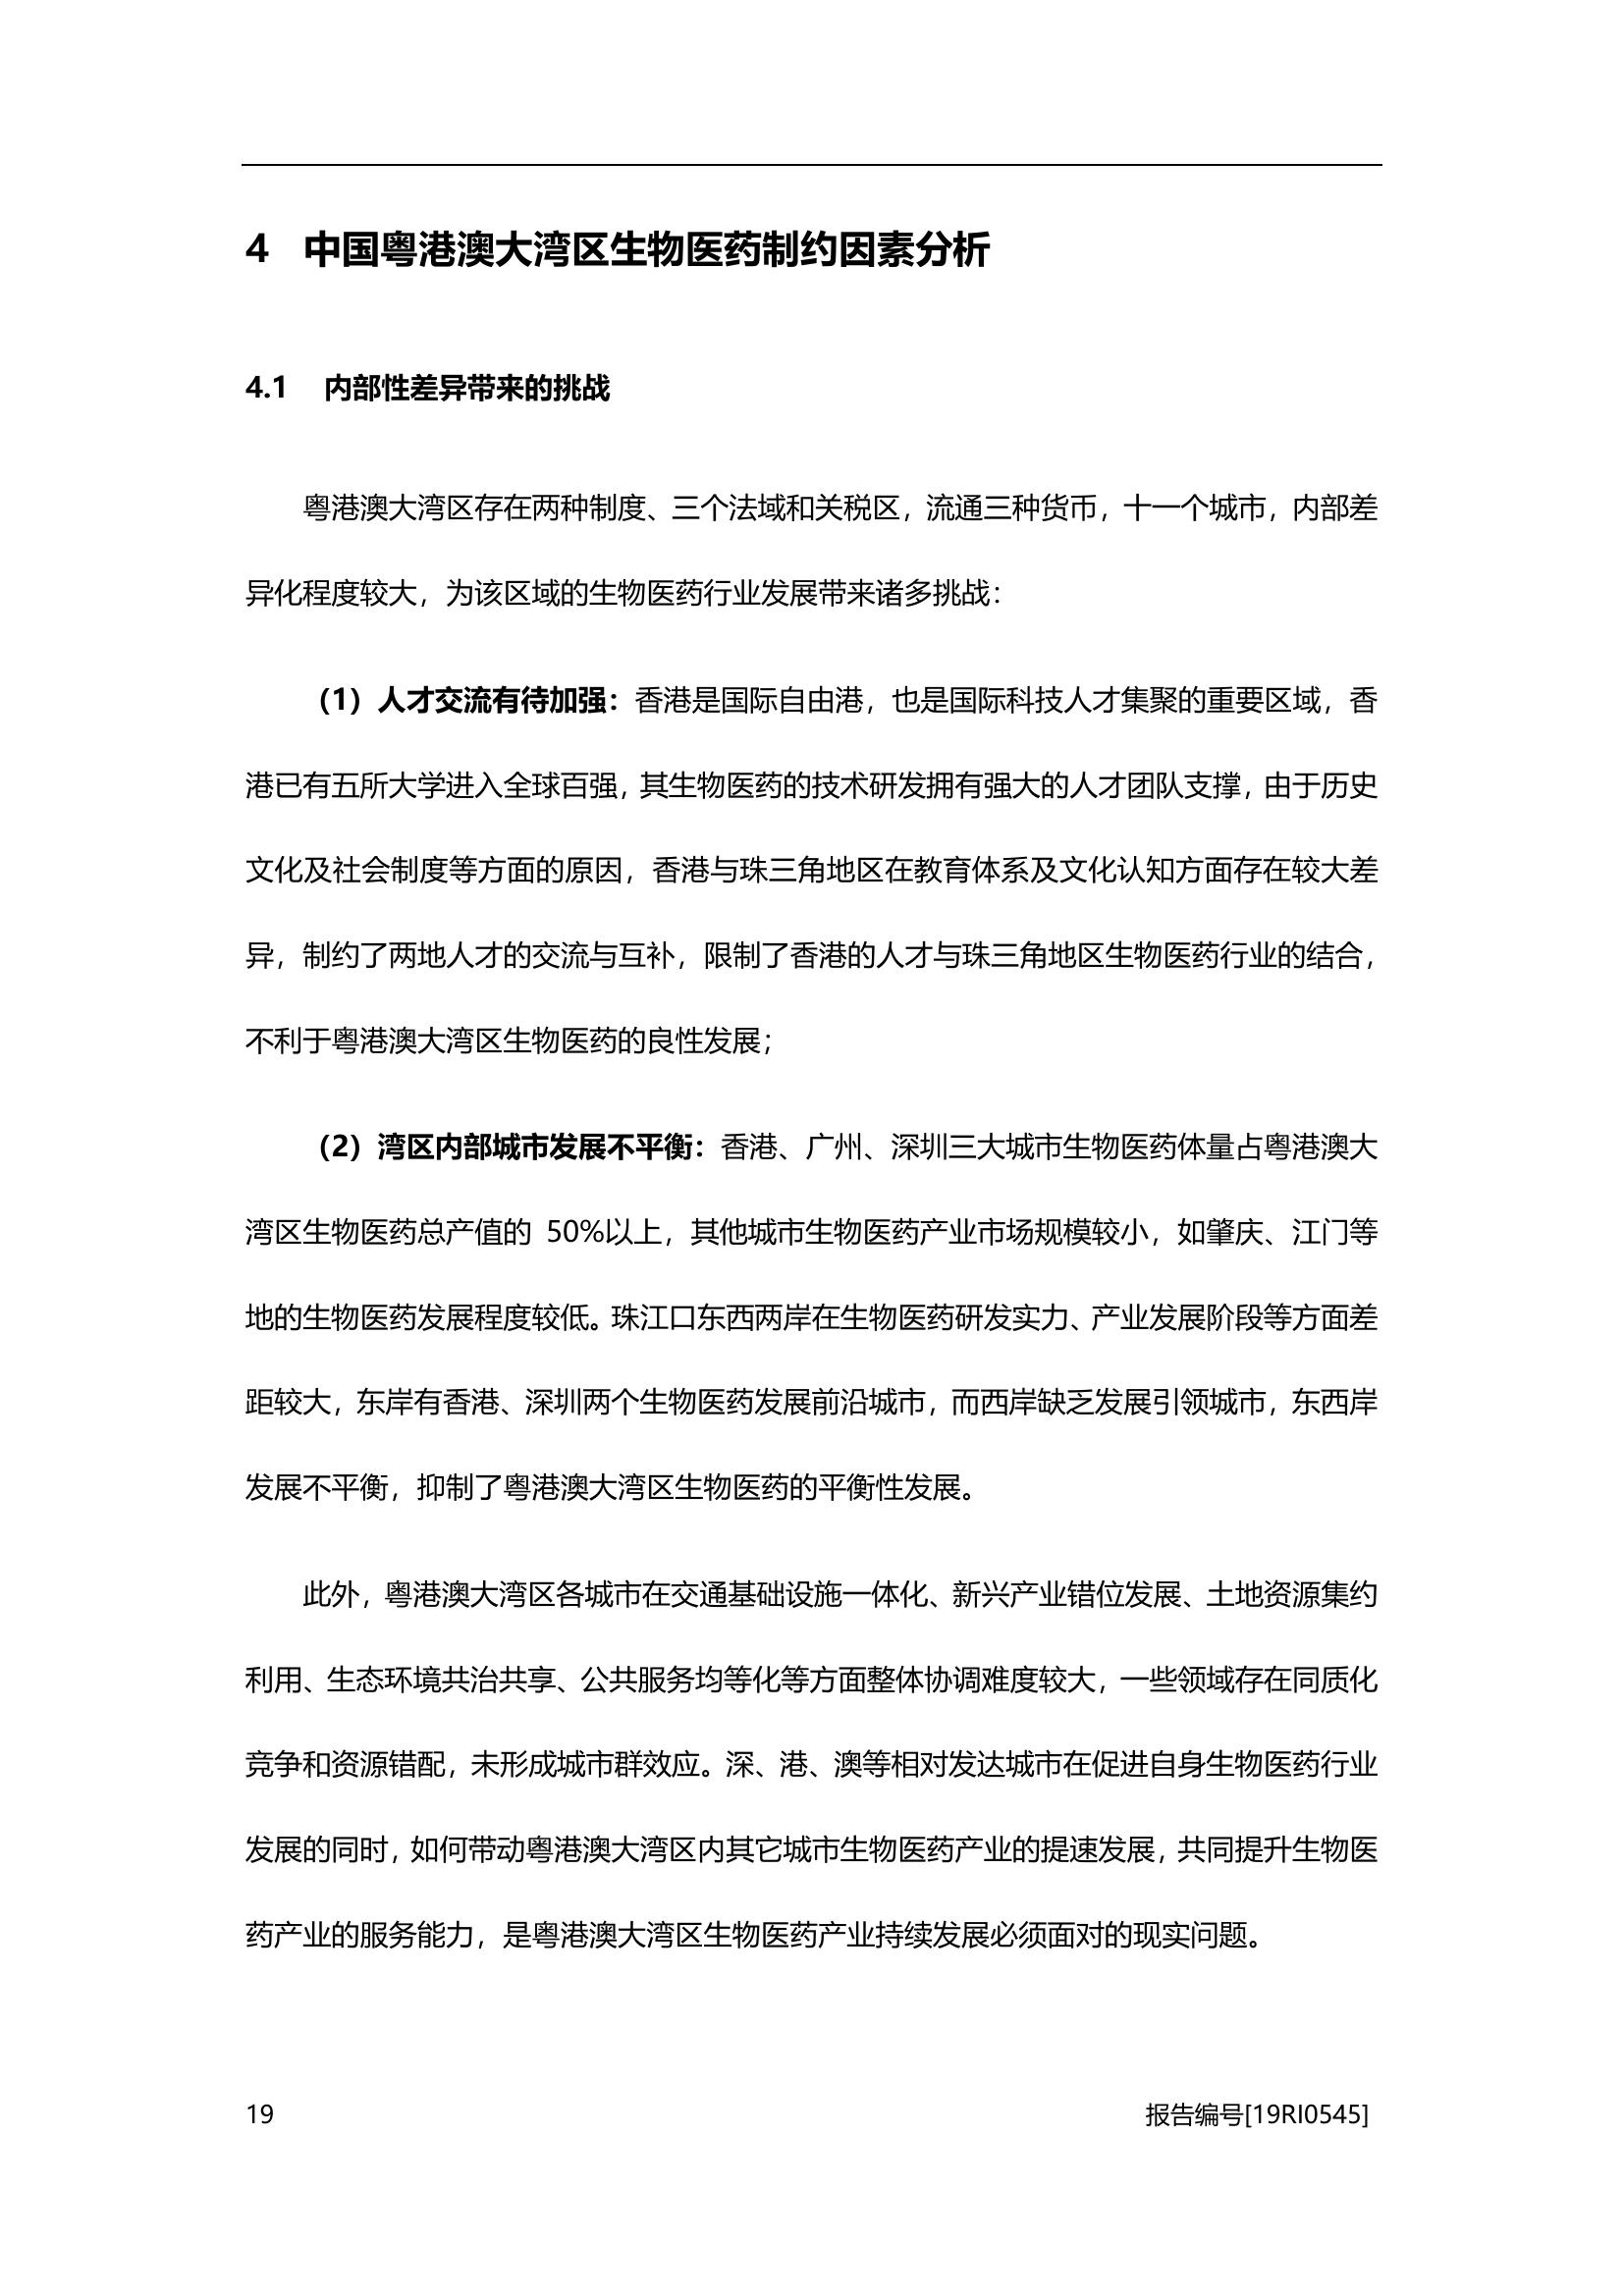 4 中国粤港澳大湾区生物医药制约因素分析
4.1 内部性差异带来的挑战
粤港澳大湾区存在两种制度、三个法域和关税区，流通三种货币，十一个城市，内部差
异化程度较大，为该区域的生物医药行业发展带来诸多挑战：
（1）人才交流有待加强：香港是国际自由港，也是国际科技人才集聚的重要区域，香
港已有五所大学进入全球百强，其生物医药的技术研发拥有强大的人才团队支撑，由于历史
文化及社会制度等方面的原因，香港与珠三角地区在教育体系及文化认知方面存在较大差
异，制约了两地人才的交流与互补，限制了香港的人才与珠三角地区生物医药行业的结合，
不利于粤港澳大湾区生物医药的良性发展；
（2）湾区内部城市发展不平衡：香港、广州、深圳三大城市生物医药体量占粤港澳大
湾区生物医药总产值的 50%以上，其他城市生物医药产业市场规模较小，如肇庆、江门等
地的生物医药发展程度较低。珠江口东西两岸在生物医药研发实力、产业发展阶段等方面差
距较大，东岸有香港、深圳两个生物医药发展前沿城市，而西岸缺乏发展引领城市，东西岸
发展不平衡，抑制了粤港澳大湾区生物医药的平衡性发展。
此外，粤港澳大湾区各城市在交通基础设施一体化、新兴产业错位发展、土地资源集约
利用、生态环境共治共享、公共服务均等化等方面整体协调难度较大，一些领域存在同质化
竞争和资源错配，未形成城市群效应。深、港、澳等相对发达城市在促进自身生物医药行业
发展的同时，如何带动粤港澳大湾区内其它城市生物医药产业的提速发展，共同提升生物医
药产业的服务能力，是粤港澳大湾区生物医药产业持续发展必须面对的现实问题。
19 报告编号[19RI0545]